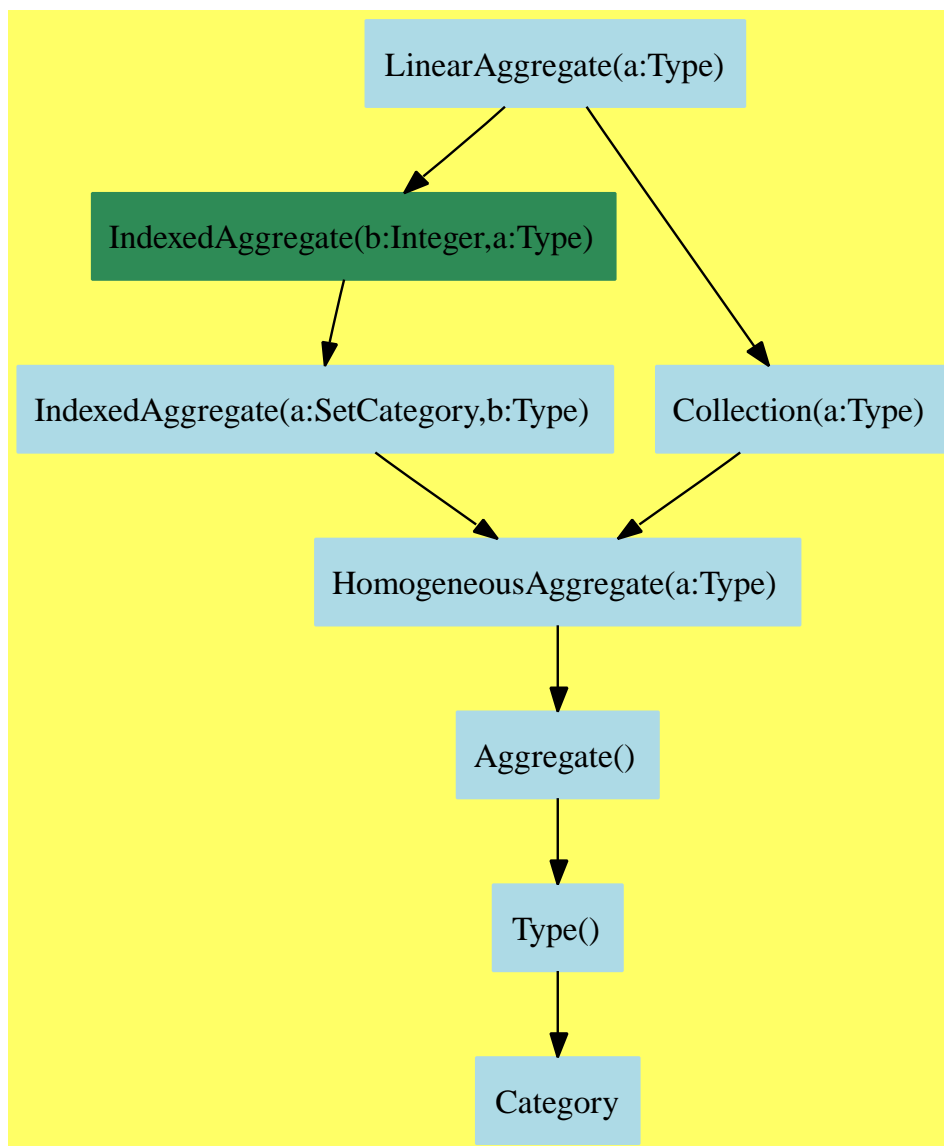 LinearAggregate(a:Type)
IndexedAggregate(b:Integer,a:Type)
IndexedAggregate(a:SetCategory,b:Type)
Collection(a:Type)
HomogeneousAggregate(a:Type)
Aggregate()
Type()
Category